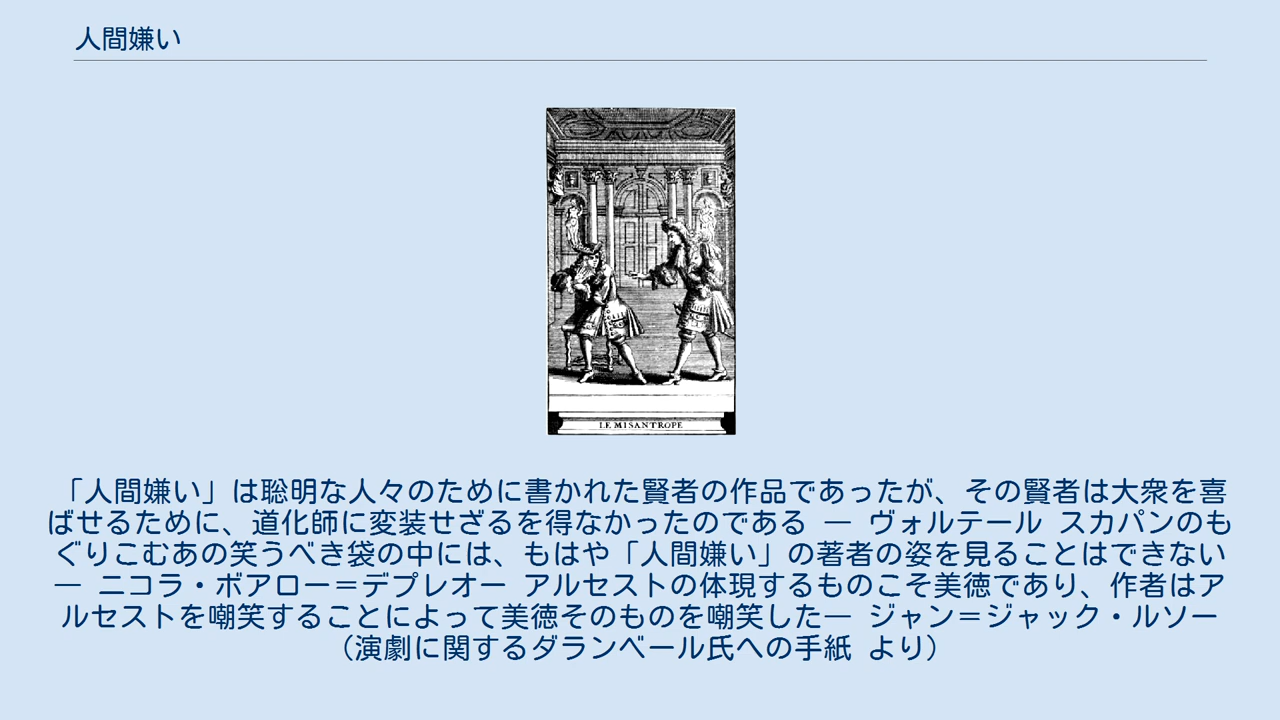 人間嫌い
LE MISANTROPE
「人間嫌い」は聡明な人々のために書かれた賢者の作品であったが、その賢者は大衆を喜
ばせるために、道化師に変装せざるを得なかったのである — ヴォルテール スカパンのも
ぐりこむあの笑うべき袋の中には、もはや「人間嫌い」の著者の姿を見ることはできない
— ニコラ・ボアロー＝デプレオー アルセストの体現するものこそ美徳であり、作者はア
ルセストを嘲笑することによって美徳そのものを嘲笑した— ジャン＝ジャック・ルソー
（演劇に関するダランベール氏への手紙 より）